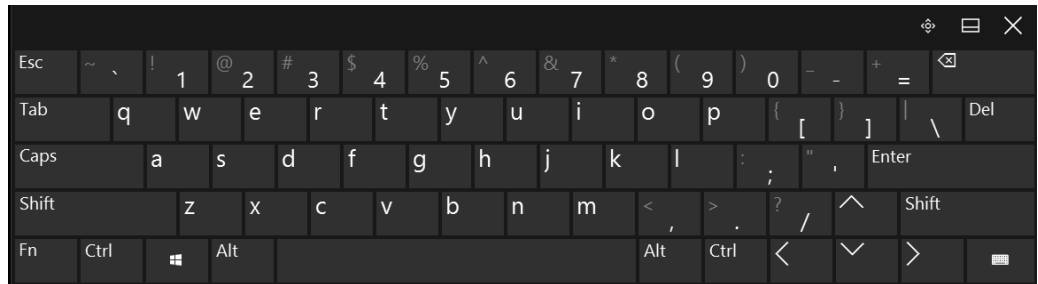 Esc ~ ` ! 1 @ 2 # 3 $ 4 % 5 ^ 6 & 7 * 8 ( 9 ) 0 _ - + =
Tab q w e r t y u i o p { [ } ] | \ Del
Caps a s d f g h j k l : ; " ' Enter
Shift z x c v b n m < , > . ? / Shift
Fn Ctrl Alt Alt Ctrl